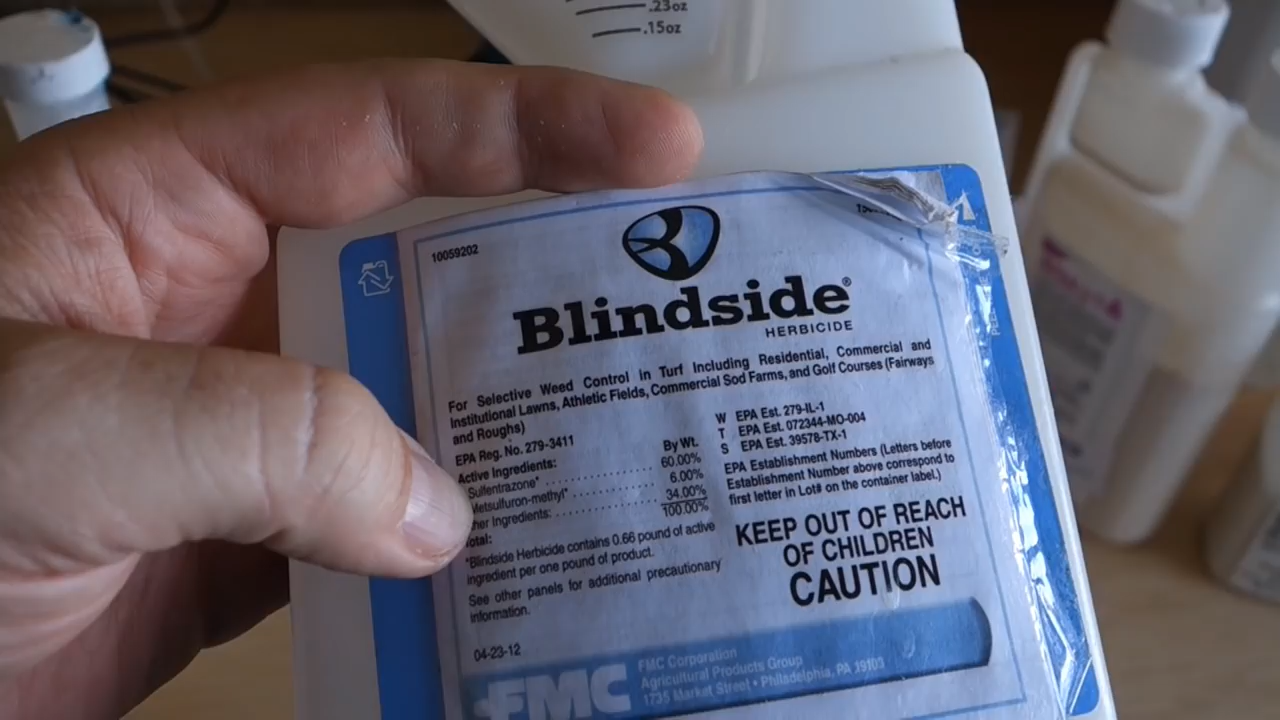 .23oz
.15oz
10059202
Blindside®
HERBICIDE
For Selective Weed Control in Turf Including Residential, Commercial and
Institutional Lawns, Athletic Fields, Commercial Sod Farms, and Golf Courses (Fairways
and Roughs)
EPA Reg. No. 279-3411
Active Ingredients: By Wt.
Sulfentrazone* 60.00%
Metsulfuron-methyl* 6.00%
her Ingredients: 34.00%
otal: 100.00%
*Blindside Herbicide contains 0.66 pound of active
ingredient per one pound of product.
See other panels for additional precautionary
information.
04-23-12
W EPA Est. 279-IL-1
T EPA Est. 072344-MO-004
S EPA Est. 39578-TX-1
EPA Establishment Numbers (Letters before
Establishment Number above correspond to
first letter in Lot# on the container label.)
KEEP OUT OF REACH
OF CHILDREN
CAUTION
FMC
FMC Corporation
Agricultural Products Group
1735 Market Street • Philadelphia, PA 19103